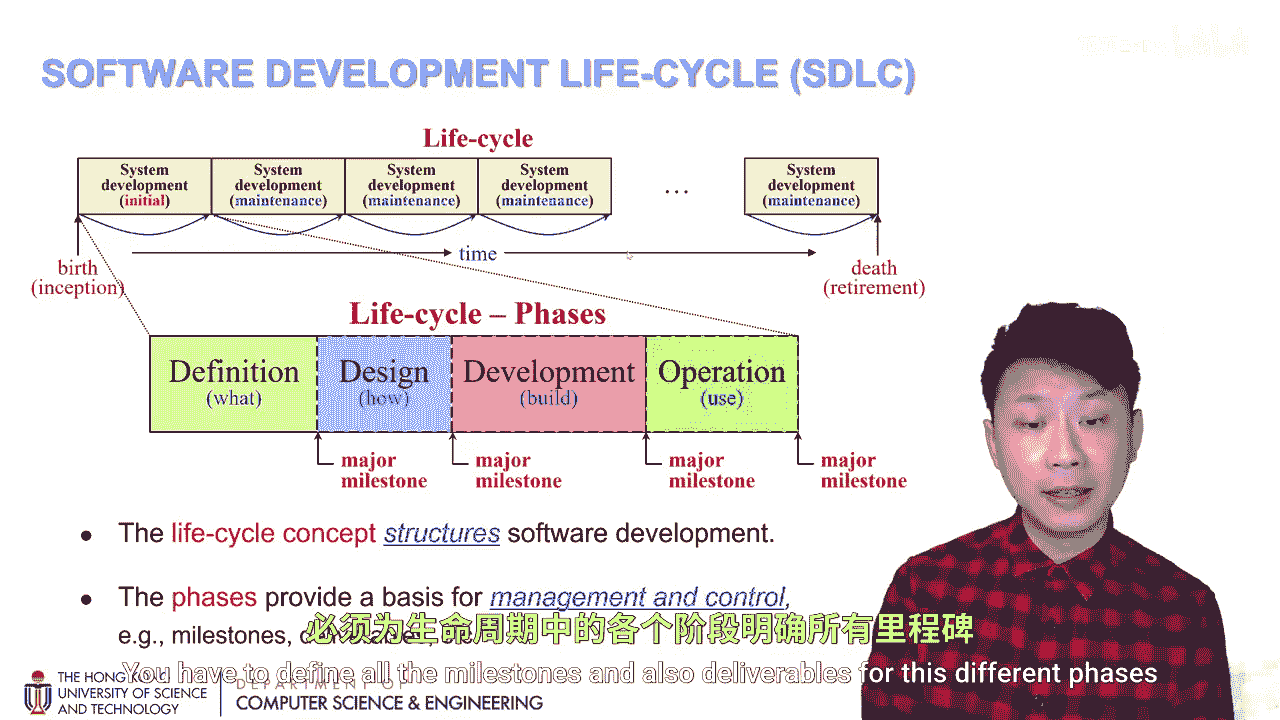 SOFTWARE DEVELOPMENT LIFE-CYCLE (SDLC)
Life-cycle
System development (initial)
System development (maintenance)
System development (maintenance)
System development (maintenance)
...
System development (maintenance)
time
birth (inception)
death (retirement)
Life-cycle – Phases
Definition (what)
Design (how)
Development (build)
Operation (use)
major milestone
major milestone
major milestone
major milestone
• The life-cycle concept structures software development.
• The phases provide a basis for management and control,
e.g., milestones,
必须为生命周期中的各个阶段明确所有里程碑
You have to define all the milestones and also deliverables for this different phases
THE HONG KONG
UNIVERSITY OF SCIENCE
AND TECHNOLOGY
DEPARTMENT OF
COMPUTER SCIENCE & ENGINEERING